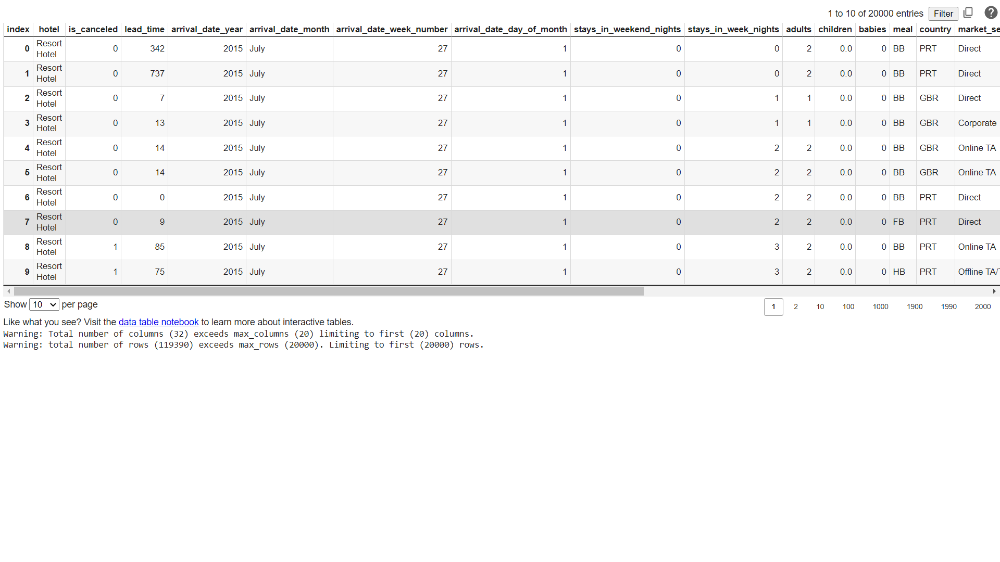 1 to 10 of 20000 entries Filter
index hotel is_canceled lead_time arrival_date_year arrival_date_month arrival_date_week_number arrival_date_day_of_month stays_in_weekend_nights stays_in_week_nights adults children babies meal country market_se
0 Resort Hotel 0 342 2015 July 27 1 0 0 2 0.0 0 BB PRT Direct
1 Resort Hotel 0 737 2015 July 27 1 0 0 2 0.0 0 BB PRT Direct
2 Resort Hotel 0 7 2015 July 27 1 0 1 1 0.0 0 BB GBR Direct
3 Resort Hotel 0 13 2015 July 27 1 0 1 1 0.0 0 BB GBR Corporate
4 Resort Hotel 0 14 2015 July 27 1 0 2 2 0.0 0 BB GBR Online TA
5 Resort Hotel 0 14 2015 July 27 1 0 2 2 0.0 0 BB GBR Online TA
6 Resort Hotel 0 0 2015 July 27 1 0 2 2 0.0 0 BB PRT Direct
7 Resort Hotel 0 9 2015 July 27 1 0 2 2 0.0 0 FB PRT Direct
8 Resort Hotel 1 85 2015 July 27 1 0 3 2 0.0 0 BB PRT Online TA
9 Resort Hotel 1 75 2015 July 27 1 0 3 2 0.0 0 HB PRT Offline TA/
Show 10 per page 1 2 10 100 1000 1900 1990 2000
Like what you see? Visit the data table notebook to learn more about interactive tables.
Warning: Total number of columns (32) exceeds max_columns (20) limiting to first (20) columns.
Warning: total number of rows (119390) exceeds max_rows (20000). Limiting to first (20000) rows.